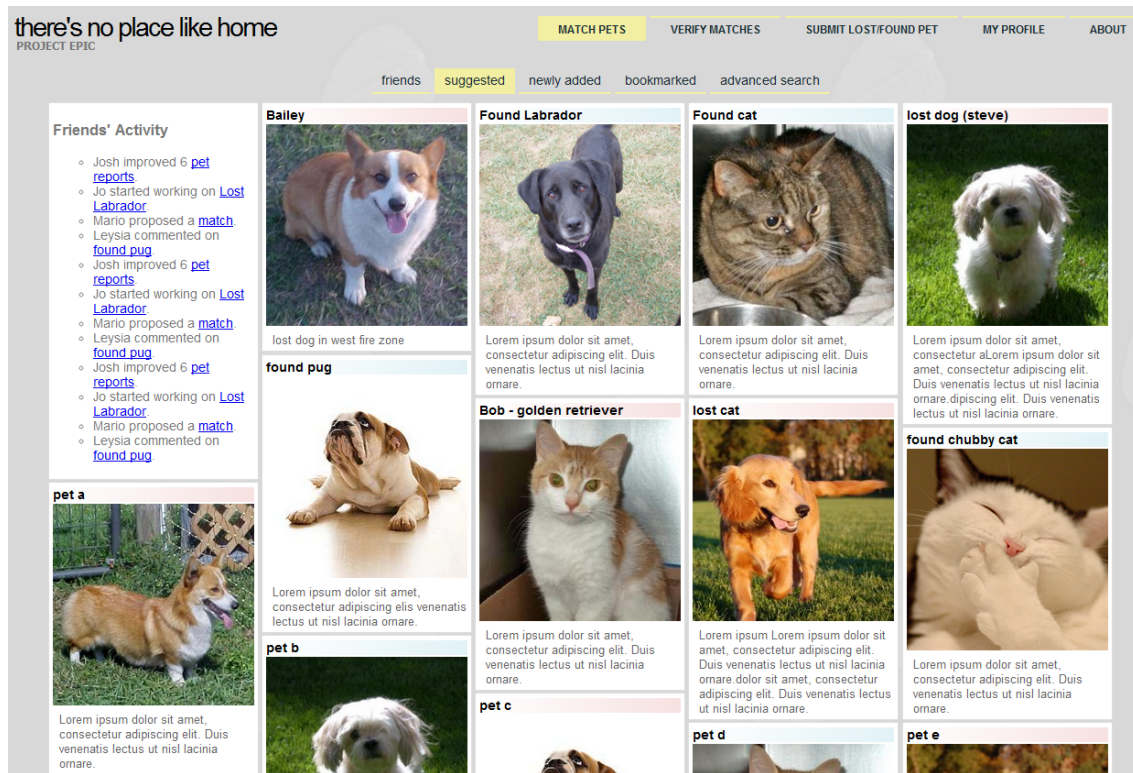 there's no place like home
PROJECT EPIC
MATCH PETS
VERIFY MATCHES
SUBMIT LOST/FOUND PET
MY PROFILE
ABOUT
friends
suggested
newly added
bookmarked
advanced search
Friends' Activity
Josh improved 6 pet
reports.
Jo started working on Lost
Labrador.
Mario proposed a match.
Leysia commented on
found pug.
Josh improved 6 pet
reports.
Jo started working on Lost
Labrador.
Mario proposed a match.
Leysia commented on
found pug.
Josh improved 6 pet
reports.
Jo started working on Lost
Labrador.
Mario proposed a match.
Leysia commented on
found pug.
pet a
Lorem ipsum dolor sit amet,
consectetur adipiscing elit. Duis
venenatis lectus ut nisl lacinia
ornare.
Bailey
lost dog in west fire zone
found pug
Lorem ipsum dolor sit amet,
consectetur adipiscing elis venenatis
lectus ut nisl lacinia ornare.
pet b
Found Labrador
Lorem ipsum dolor sit amet,
consectetur adipiscing elit. Duis
venenatis lectus ut nisl lacinia
ornare.
Bob - golden retriever
Lorem ipsum dolor sit amet,
consectetur adipiscing elit. Duis
venenatis lectus ut nisl lacinia
ornare.
pet c
Found cat
Lorem ipsum dolor sit amet,
consectetur adipiscing elit. Duis
venenatis lectus ut nisl lacinia
ornare.
lost cat
Lorem ipsum Lorem ipsum dolor sit
amet, consectetur adipiscing elit.
Duis venenatis lectus ut nisl lacinia
ornare.dolor sit amet, consectetur
adipiscing elit. Duis venenatis lectus
ut nisl lacinia ornare.
pet d
lost dog (steve)
Lorem ipsum dolor sit amet,
consectetur aLorem ipsum dolor sit
amet, consectetur adipiscing elit.
Duis venenatis lectus ut nisl lacinia
ornare.dipiscing elit. Duis venenatis
lectus ut nisl lacinia ornare.
found chubby cat
Lorem ipsum dolor sit amet,
consectetur adipiscing elit. Duis
venenatis lectus ut nisl lacinia
ornare.
pet e